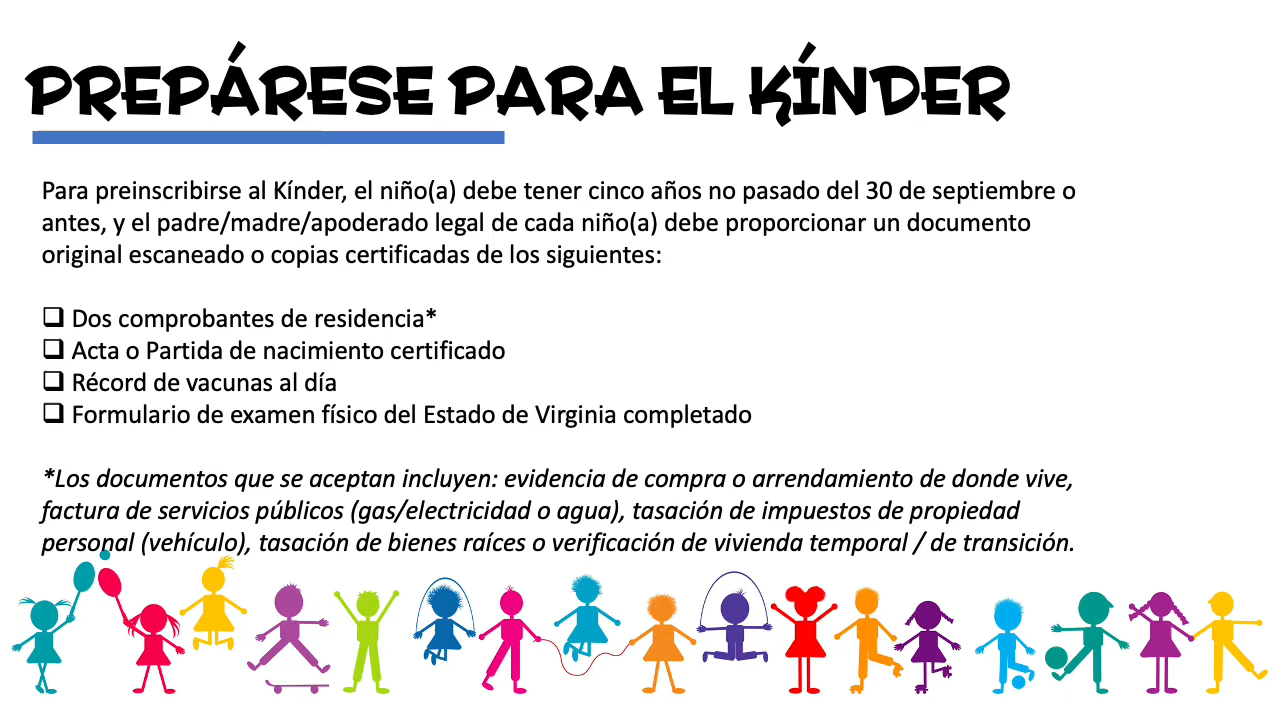 PREPÁRESE PARA EL KÍNDER
Para preinscribirse al Kínder, el niño(a) debe tener cinco años no pasado del 30 de septiembre o
antes, y el padre/madre/apoderado legal de cada niño(a) debe proporcionar un documento
original escaneado o copias certificadas de los siguientes:
❑ Dos comprobantes de residencia*
❑ Acta o Partida de nacimiento certificado
❑ Récord de vacunas al día
❑ Formulario de examen físico del Estado de Virginia completado
*Los documentos que se aceptan incluyen: evidencia de compra o arrendamiento de donde vive,
factura de servicios públicos (gas/electricidad o agua), tasación de impuestos de propiedad
personal (vehículo), tasación de bienes raíces o verificación de vivienda temporal / de transición.